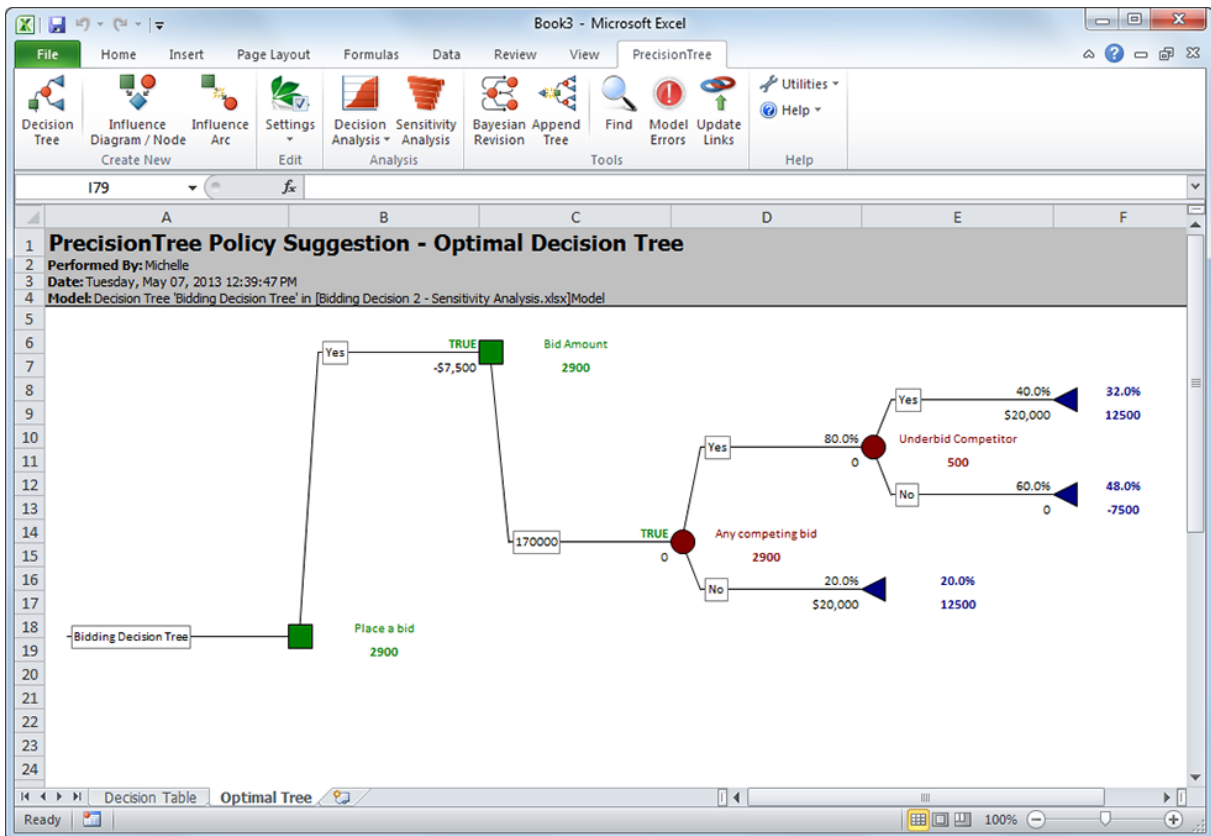 Book3 - Microsoft Excel
File Home Insert Page Layout Formulas Data Review View PrecisionTree
Decision Tree
Influence Diagram / Node
Influence Arc
Create New
Settings
Edit
Decision Analysis
Sensitivity Analysis
Analysis
Bayesian Revision
Append Tree
Find
Model Errors
Update Links
Tools
Utilities
Help
Help
I79 fx
A B C D E F
1 PrecisionTree Policy Suggestion - Optimal Decision Tree
2 Performed By: Michelle
3 Date: Tuesday, May 07, 2013 12:39:47 PM
4 Model: Decision Tree 'Bidding Decision Tree' in [Bidding Decision 2 - Sensitivity Analysis.xlsx]Model
5
6 Yes TRUE Bid Amount
7 -$7,500 2900
8 Yes 40.0% 32.0%
9 $20,000 12500
10 Yes 80.0% Underbid Competitor
11 0 500
12 No 60.0% 48.0%
13 0 -7500
14 170000 TRUE Any competing bid
15 0 2900
16 No 20.0% 20.0%
17 $20,000 12500
18 Bidding Decision Tree Place a bid
19 2900
20
21
22
23
24
Decision Table Optimal Tree
Ready 100%